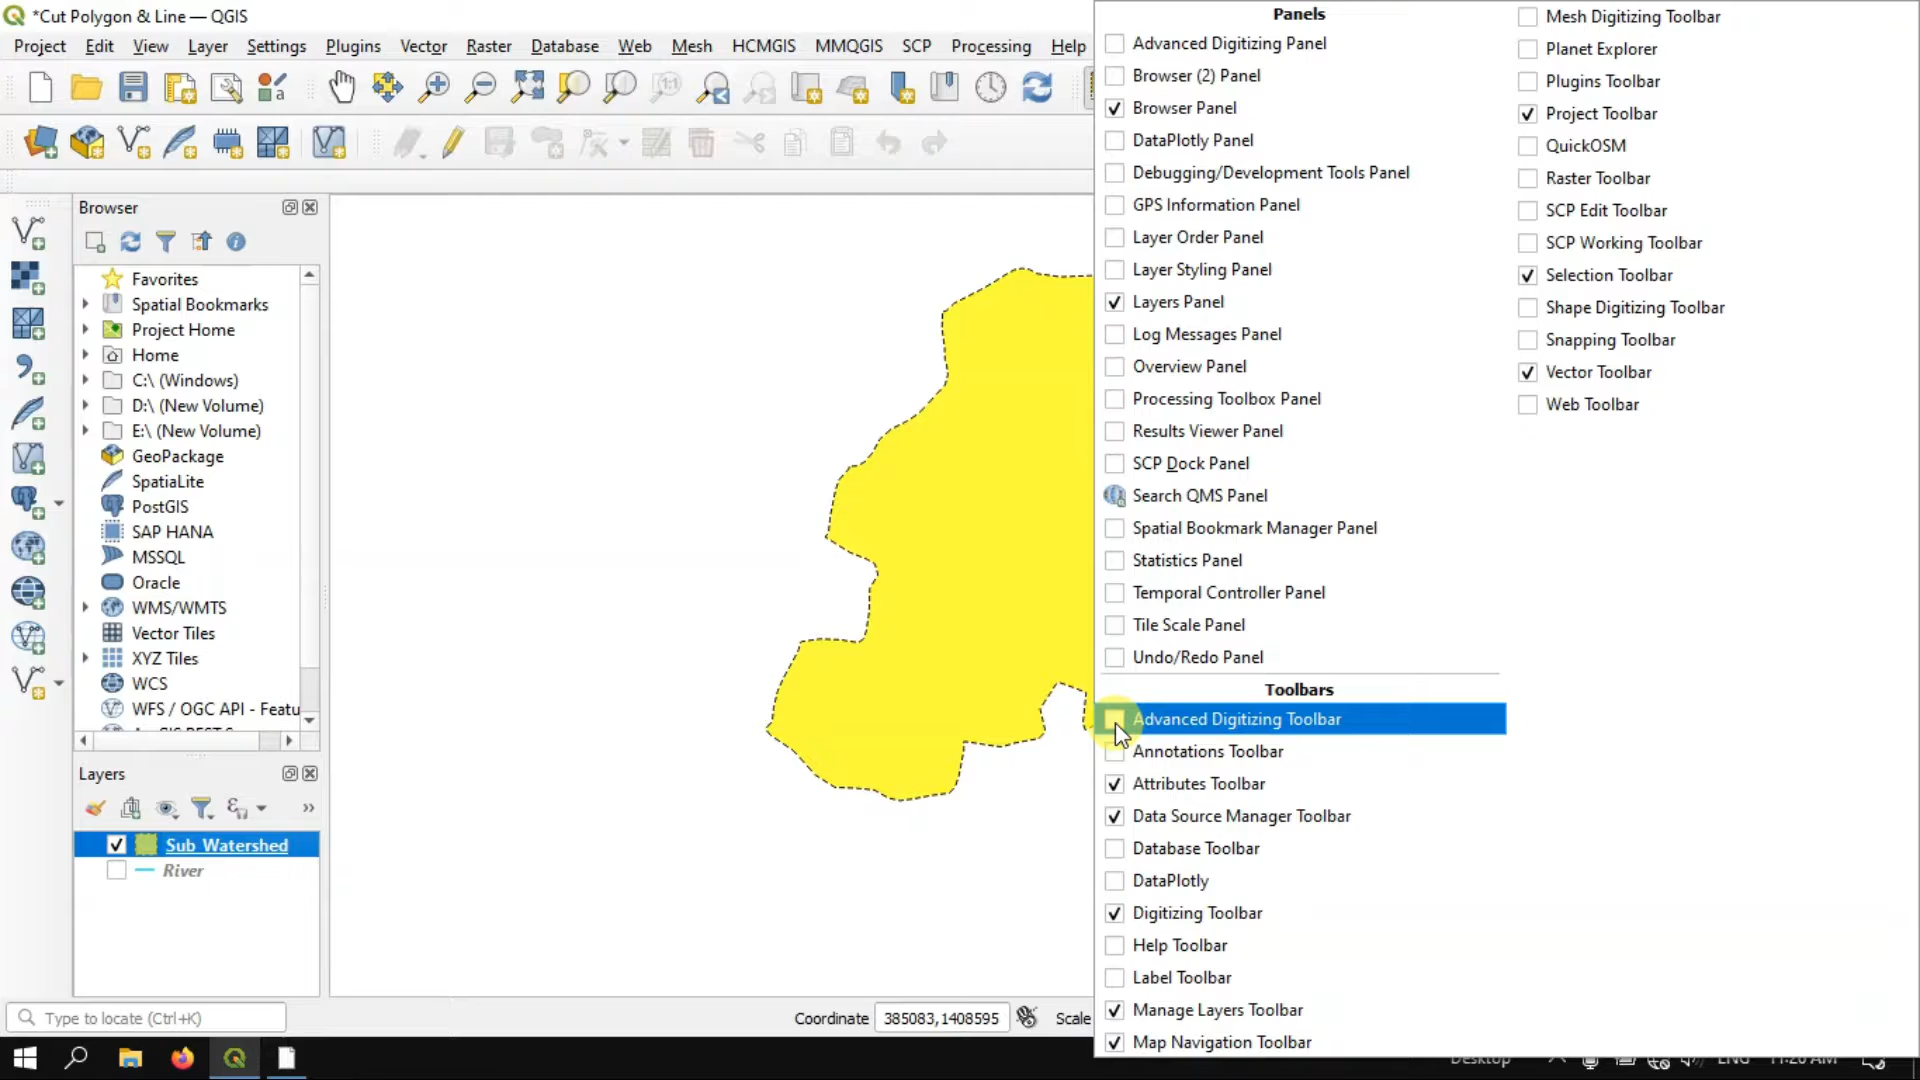 *Cut Polygon & Line — QGIS
Project Edit View Layer Settings Plugins Vector Raster Database Web Mesh HCMGIS MMQGIS SCP Processing Help
Browser
Favorites
Spatial Bookmarks
Project Home
Home
C:\ (Windows)
D:\ (New Volume)
E:\ (New Volume)
GeoPackage
SpatiaLite
PostGIS
SAP HANA
MSSQL
Oracle
WMS/WMTS
Vector Tiles
XYZ Tiles
WCS
WFS / OGC API - Featu
Layers
Sub Watershed
River
Type to locate (Ctrl+K)
Coordinate 385083,1408595 Scale
Panels
Advanced Digitizing Panel
Browser (2) Panel
Browser Panel
DataPlotly Panel
Debugging/Development Tools Panel
GPS Information Panel
Layer Order Panel
Layer Styling Panel
Layers Panel
Log Messages Panel
Overview Panel
Processing Toolbox Panel
Results Viewer Panel
SCP Dock Panel
Search QMS Panel
Spatial Bookmark Manager Panel
Statistics Panel
Temporal Controller Panel
Tile Scale Panel
Undo/Redo Panel
Toolbars
Advanced Digitizing Toolbar
Annotations Toolbar
Attributes Toolbar
Data Source Manager Toolbar
Database Toolbar
DataPlotly
Digitizing Toolbar
Help Toolbar
Label Toolbar
Manage Layers Toolbar
Map Navigation Toolbar
Mesh Digitizing Toolbar
Planet Explorer
Plugins Toolbar
Project Toolbar
QuickOSM
Raster Toolbar
SCP Edit Toolbar
SCP Working Toolbar
Selection Toolbar
Shape Digitizing Toolbar
Snapping Toolbar
Vector Toolbar
Web Toolbar
Desktop ENG 11:20 AM